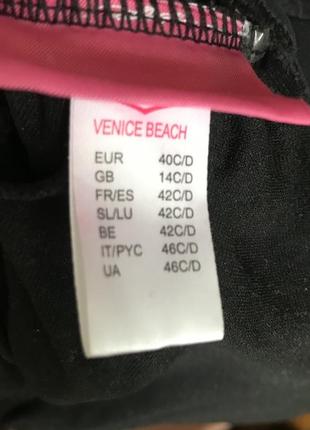 VENICE BEACH
EUR 40C/D
GB 14C/D
FR/ES 42C/D
SL/LU 42C/D
BE 42C/D
IT/PYC 46C/D
UA 46C/D